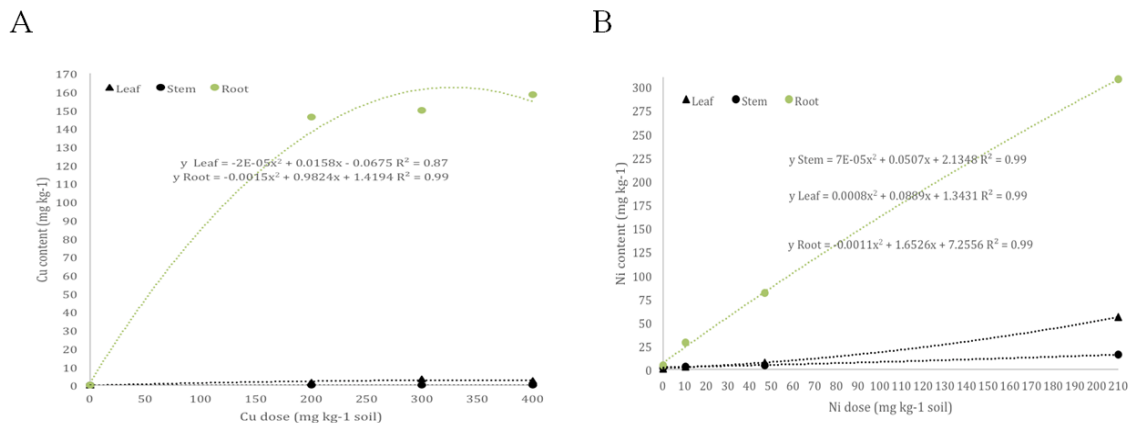 A
Cu content (mg kg-1)
170
160
150
140
130
120
110
100
90
80
70
60
50
40
30
20
10
0
Leaf Stem Root
y Leaf = -2E-05x² + 0.0158x - 0.0675 R² = 0.87
y Root = -0.0015x² + 0.9824x + 1.4194 R² = 0.99
0 50 100 150 200 250 300 350 400
Cu dose (mg kg-1 soil)
B
Ni content (mg kg-1)
300
275
250
225
200
175
150
125
100
75
50
25
0
Leaf Stem Root
y Stem = 7E-05x² + 0.0507x + 2.1348 R² = 0.99
y Leaf = 0.0008x² + 0.0889x + 1.3431 R² = 0.99
y Root = -0.0011x² + 1.6526x + 7.2556 R² = 0.99
0 10 20 30 40 50 60 70 80 90 100 110 120 130 140 150 160 170 180 190 200 210
Ni dose (mg kg-1 soil)